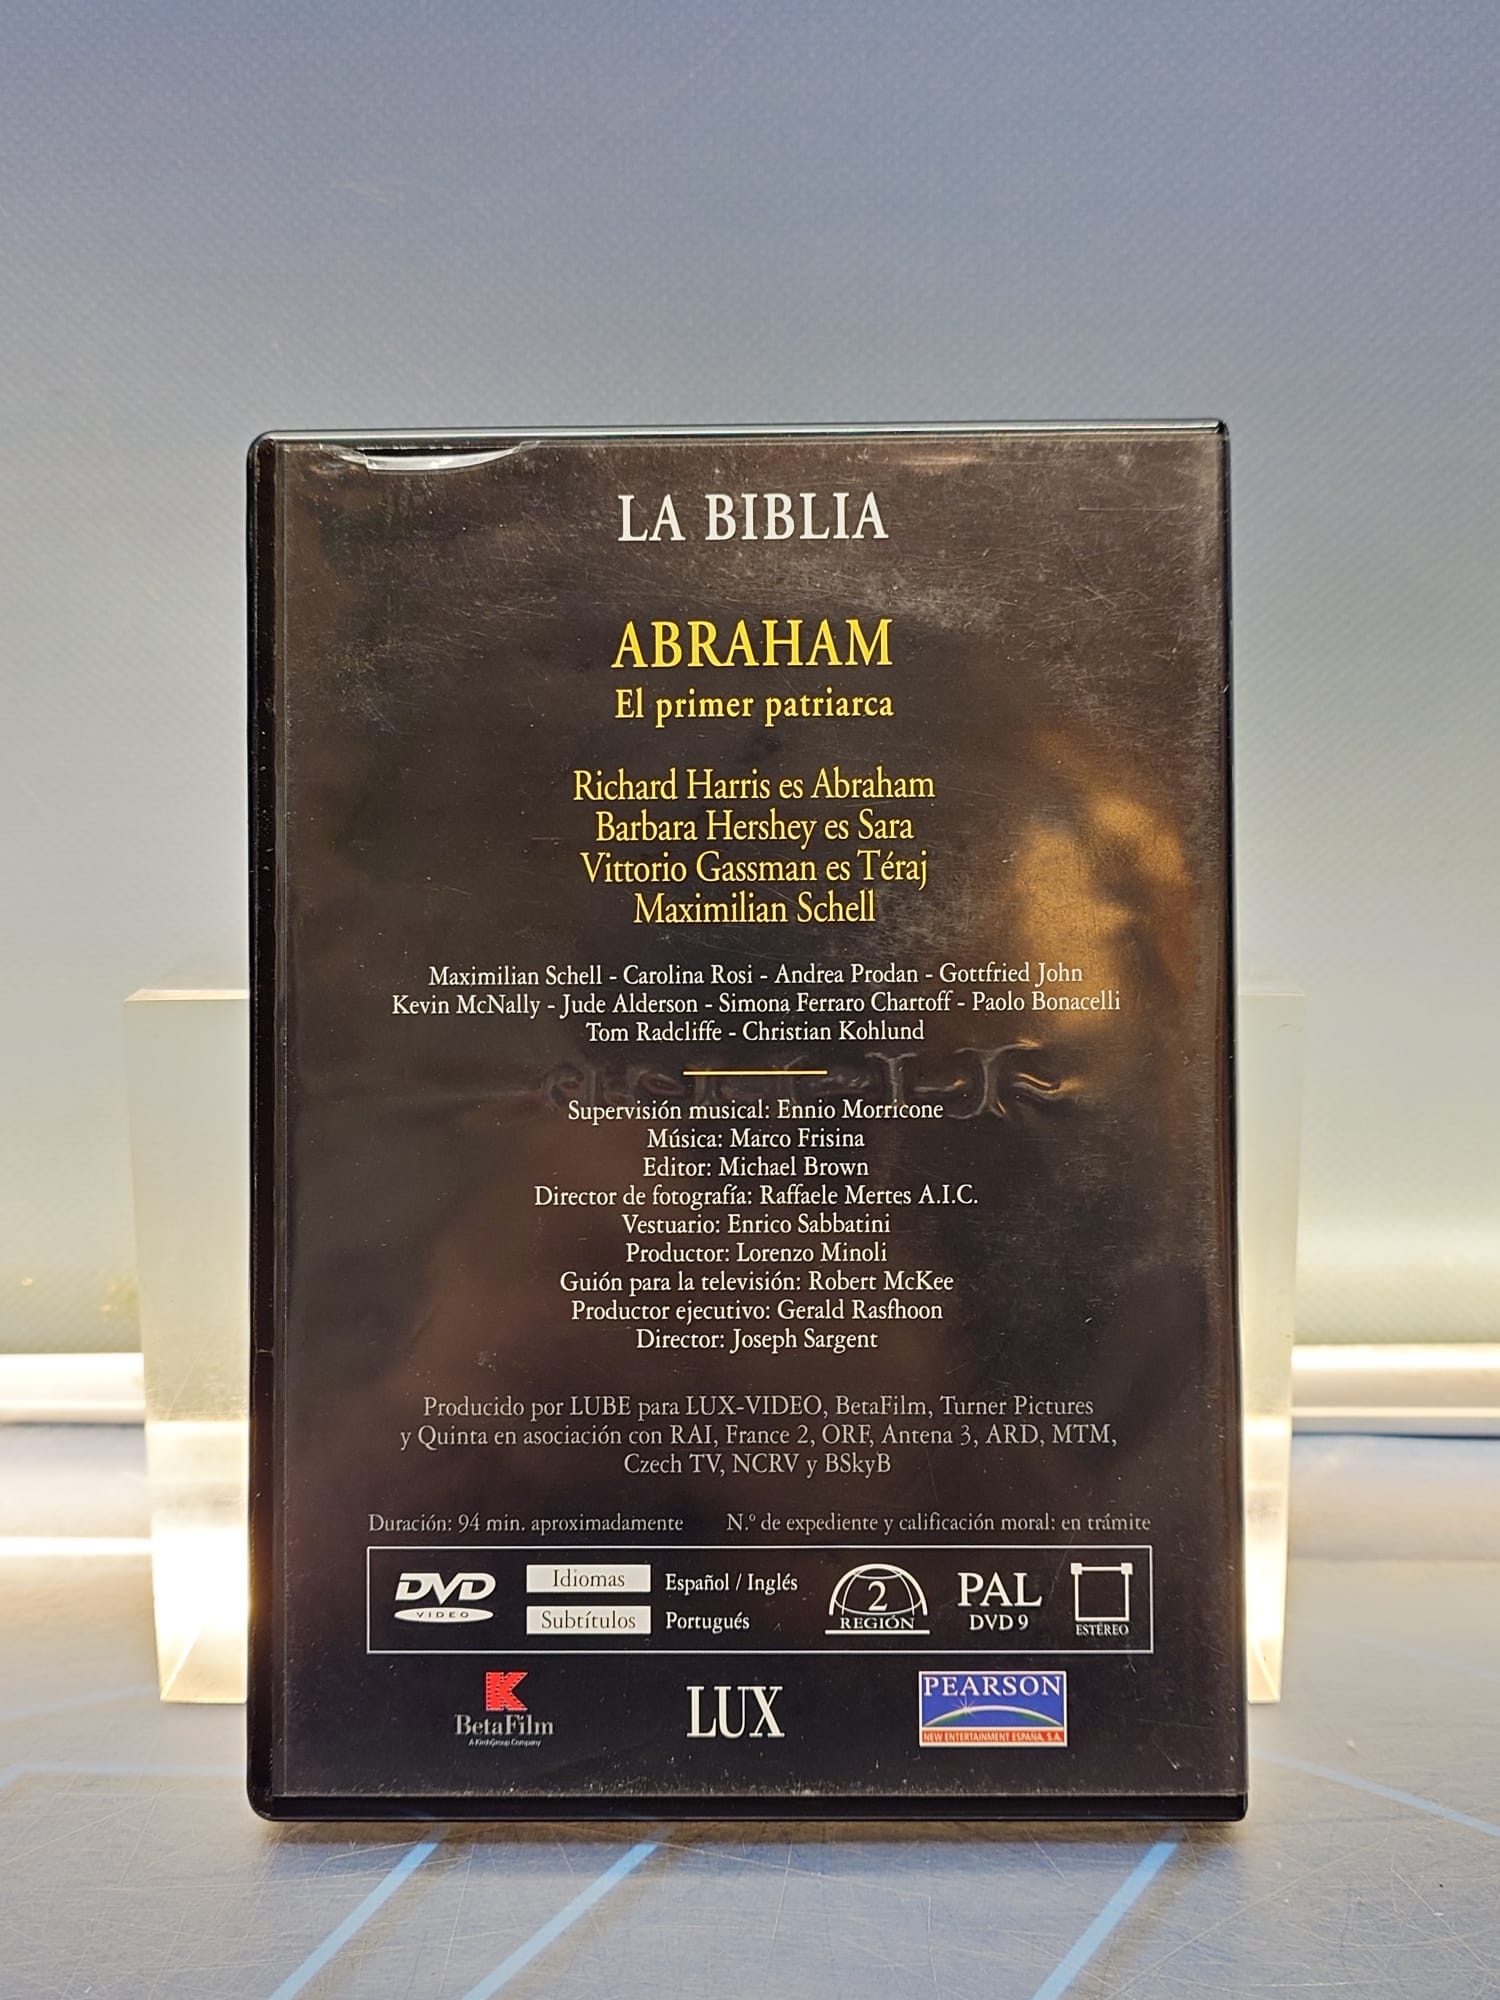 LA BIBLIA
ABRAHAM
El primer patriarca
Richard Harris es Abraham
Barbara Hershey es Sara
Vittorio Gassman es Téraj
Maximilian Schell
Maximilian Schell - Carolina Rosi - Andrea Prodan - Gottfried John
Kevin McNally - Jude Alderson - Simona Ferraro Chartoff - Paolo Bonacelli
Tom Radcliffe - Christian Kohlund
Supervisión musical: Ennio Morricone
Música: Marco Frisina
Editor: Michael Brown
Director de fotografía: Raffaele Mertes A.I.C.
Vestuario: Enrico Sabbatini
Productor: Lorenzo Minoli
Guión para la televisión: Robert McKee
Productor ejecutivo: Gerald Rasfhoon
Director: Joseph Sargent
Producido por LUBE para LUX-VIDEO, BetaFilm, Turner Pictures
y Quinta en asociación con RAI, France 2, ORF, Antena 3, ARD, MTM,
Czech TV, NCRV y BSkyB
Duración: 94 min. aproximadamente N.º de expediente y calificación moral: en trámite
DVD VIDEO
Idiomas Español / Inglés
Subtítulos Portugués
2 REGIÓN
PAL
DVD 9
ESTÉREO
K
BetaFilm
A KirchGroup Company
LUX
PEARSON
NEW ENTERTAINMENT ESPAÑA, S.A.